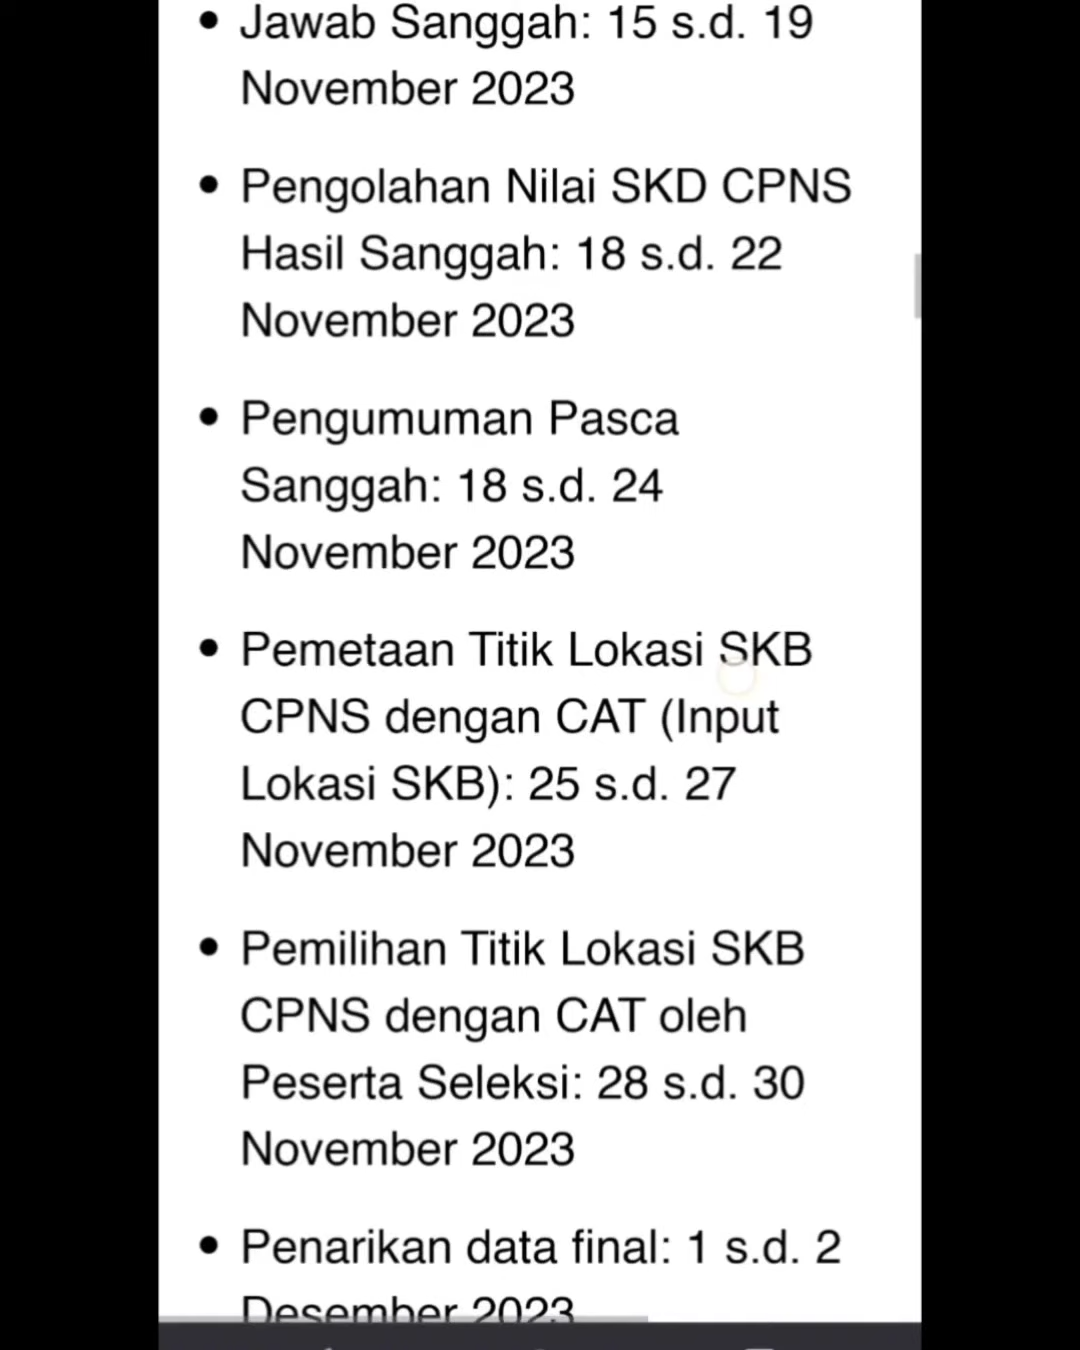 • Jawab Sanggah: 15 s.d. 19
November 2023
• Pengolahan Nilai SKD CPNS
Hasil Sanggah: 18 s.d. 22
November 2023
• Pengumuman Pasca
Sanggah: 18 s.d. 24
November 2023
• Pemetaan Titik Lokasi SKB
CPNS dengan CAT (Input
Lokasi SKB): 25 s.d. 27
November 2023
• Pemilihan Titik Lokasi SKB
CPNS dengan CAT oleh
Peserta Seleksi: 28 s.d. 30
November 2023
• Penarikan data final: 1 s.d. 2
Desember 2023